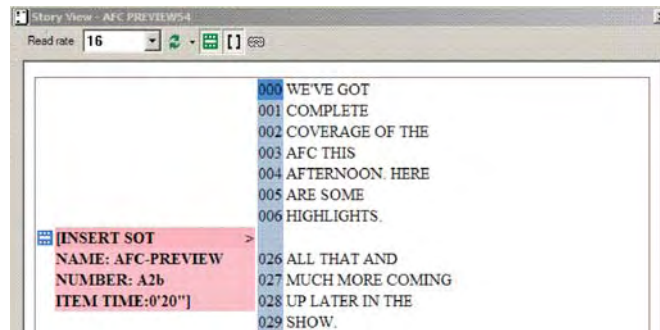 Story View - AFC PREVIEW54
Read rate 16
000 WE'VE GOT
001 COMPLETE
002 COVERAGE OF THE
003 AFC THIS
004 AFTERNOON. HERE
005 ARE SOME
006 HIGHLIGHTS.
[INSERT SOT >
NAME: AFC-PREVIEW 026 ALL THAT AND
NUMBER: A2b 027 MUCH MORE COMING
ITEM TIME:0'20"] 028 UP LATER IN THE
029 SHOW.